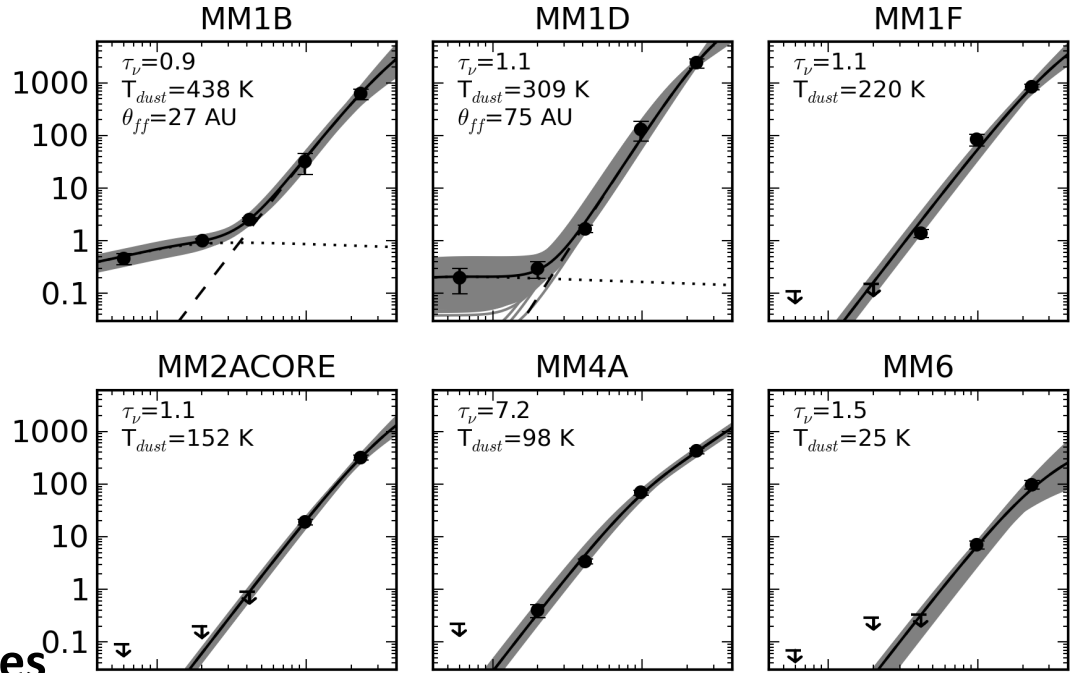 MM1B MM1D MM1F
τν=0.9
Tdust=438 K
θff=27 AU
τν=1.1
Tdust=309 K
θff=75 AU
τν=1.1
Tdust=220 K
1000
100
10
1
0.1
MM2ACORE MM4A MM6
τν=1.1
Tdust=152 K
τν=7.2
Tdust=98 K
τν=1.5
Tdust=25 K
1000
100
10
1
0.1
es